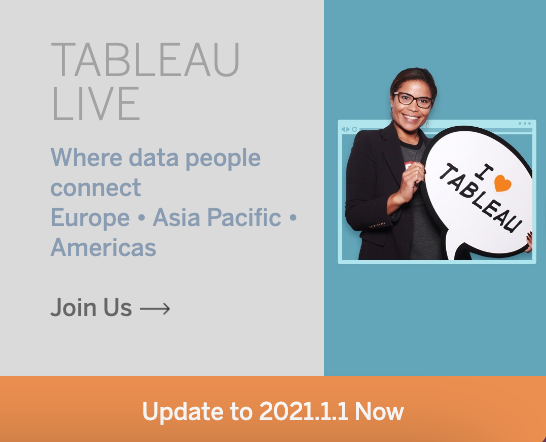 TABLEAU
LIVE
Where data people
connect
Europe • Asia Pacific •
Americas
Join Us →
I 🧡
TABLEAU
Update to 2021.1.1 Now